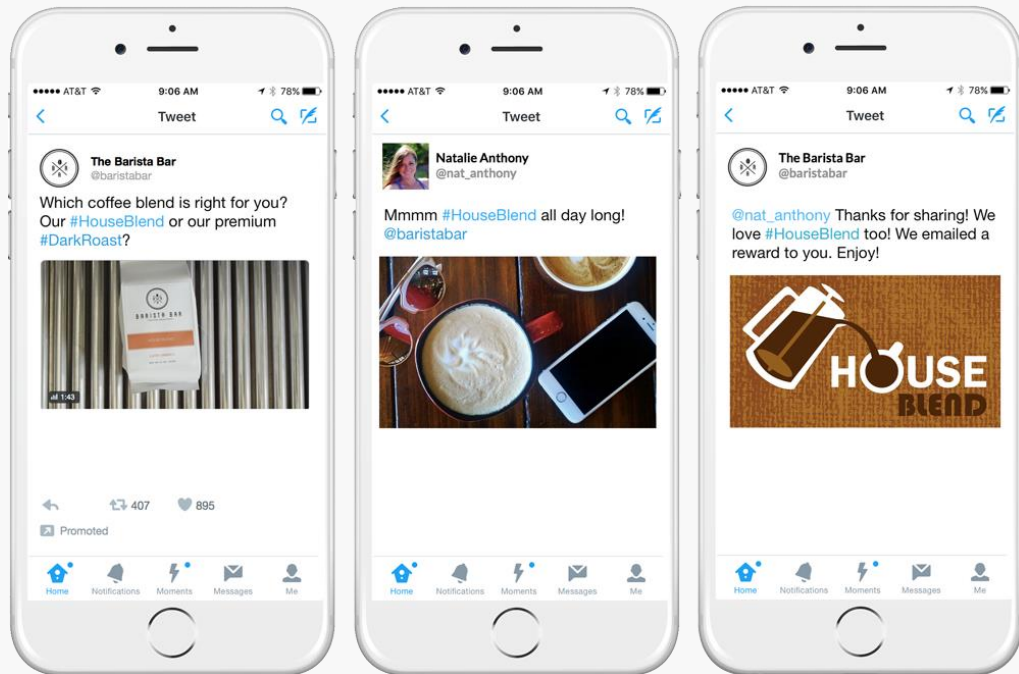 AT&T 9:06 AM 78%
Tweet
The Barista Bar
@baristabar
Which coffee blend is right for you?
Our #HouseBlend or our premium
#DarkRoast?
BARISTA BAR
1:43
407 895
Promoted
Home Notifications Moments Messages Me
AT&T 9:06 AM 78%
Tweet
Natalie Anthony
@nat_anthony
Mmmm #HouseBlend all day long!
@baristabar
Home Notifications Moments Messages Me
AT&T 9:06 AM 78%
Tweet
The Barista Bar
@baristabar
@nat_anthony Thanks for sharing! We
love #HouseBlend too! We emailed a
reward to you. Enjoy!
HOUSE
BLEND
Home Notifications Moments Messages Me